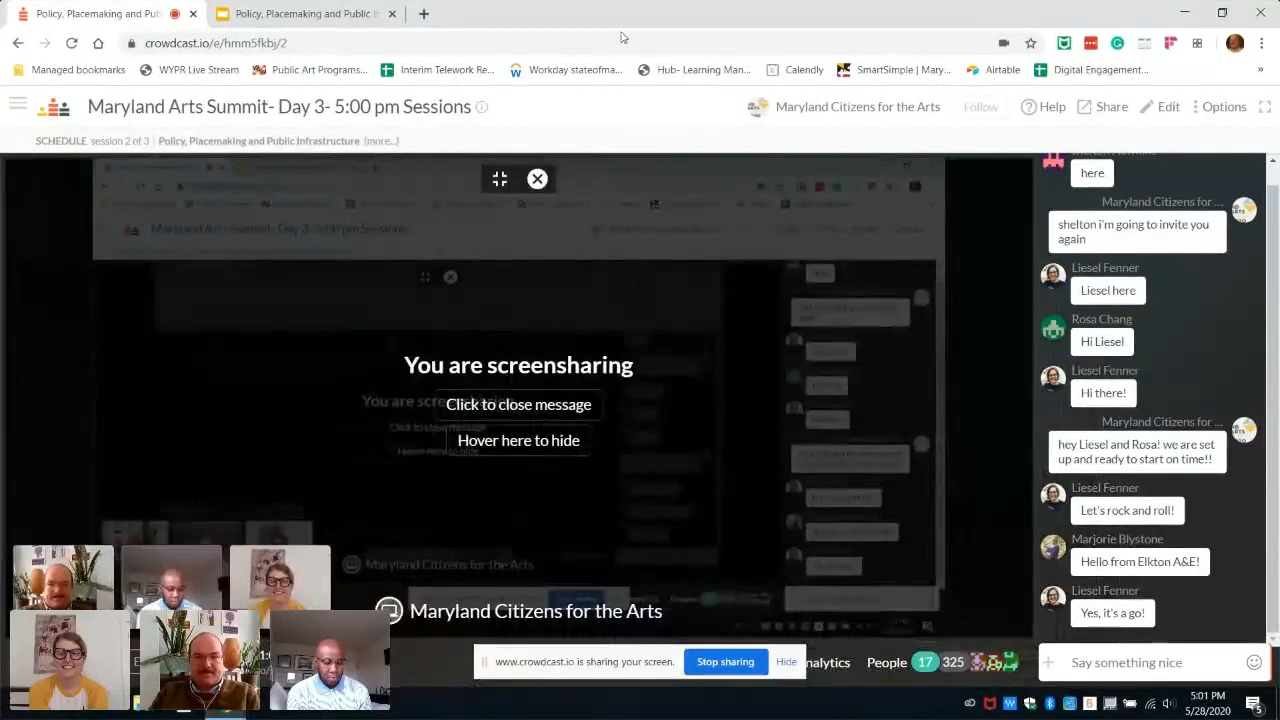 Policy, Placemaking and Pub
Policy, Placemaking and Public I
crowdcast.io/e/hmm5fkbj/2
Managed bookmarks
WYPR Live Stream
Public Art Programs...
Interim Telework Re...
Workday stateofma...
Hub- Learning Man...
Calendly
SmartSimple | Mary...
Airtable
Digital Engagement...
»
Maryland Arts Summit- Day 3- 5:00 pm Sessions
Maryland Citizens for the Arts
Follow
Help
Share
Edit
Options
SCHEDULE session 2 of 3 | Policy, Placemaking and Public Infrastructure (more...)
here
Maryland Citizens for ...
shelton i'm going to invite you
again
Liesel Fenner
Liesel here
Rosa Chang
Hi Liesel
Liesel Fenner
Hi there!
Maryland Citizens for ...
hey Liesel and Rosa! we are set
up and ready to start on time!!
Liesel Fenner
Let's rock and roll!
Marjorie Blystone
Hello from Elkton A&E!
Liesel Fenner
Yes, it's a go!
You are screensharing
Click to close message
Hover here to hide
Maryland Citizens for the Arts
Maryland Citizens for the Arts
www.crowdcast.io is sharing your screen.
Stop sharing
Hide
nalytics
People
17
325
Say something nice
5:01 PM
5/28/2020
5